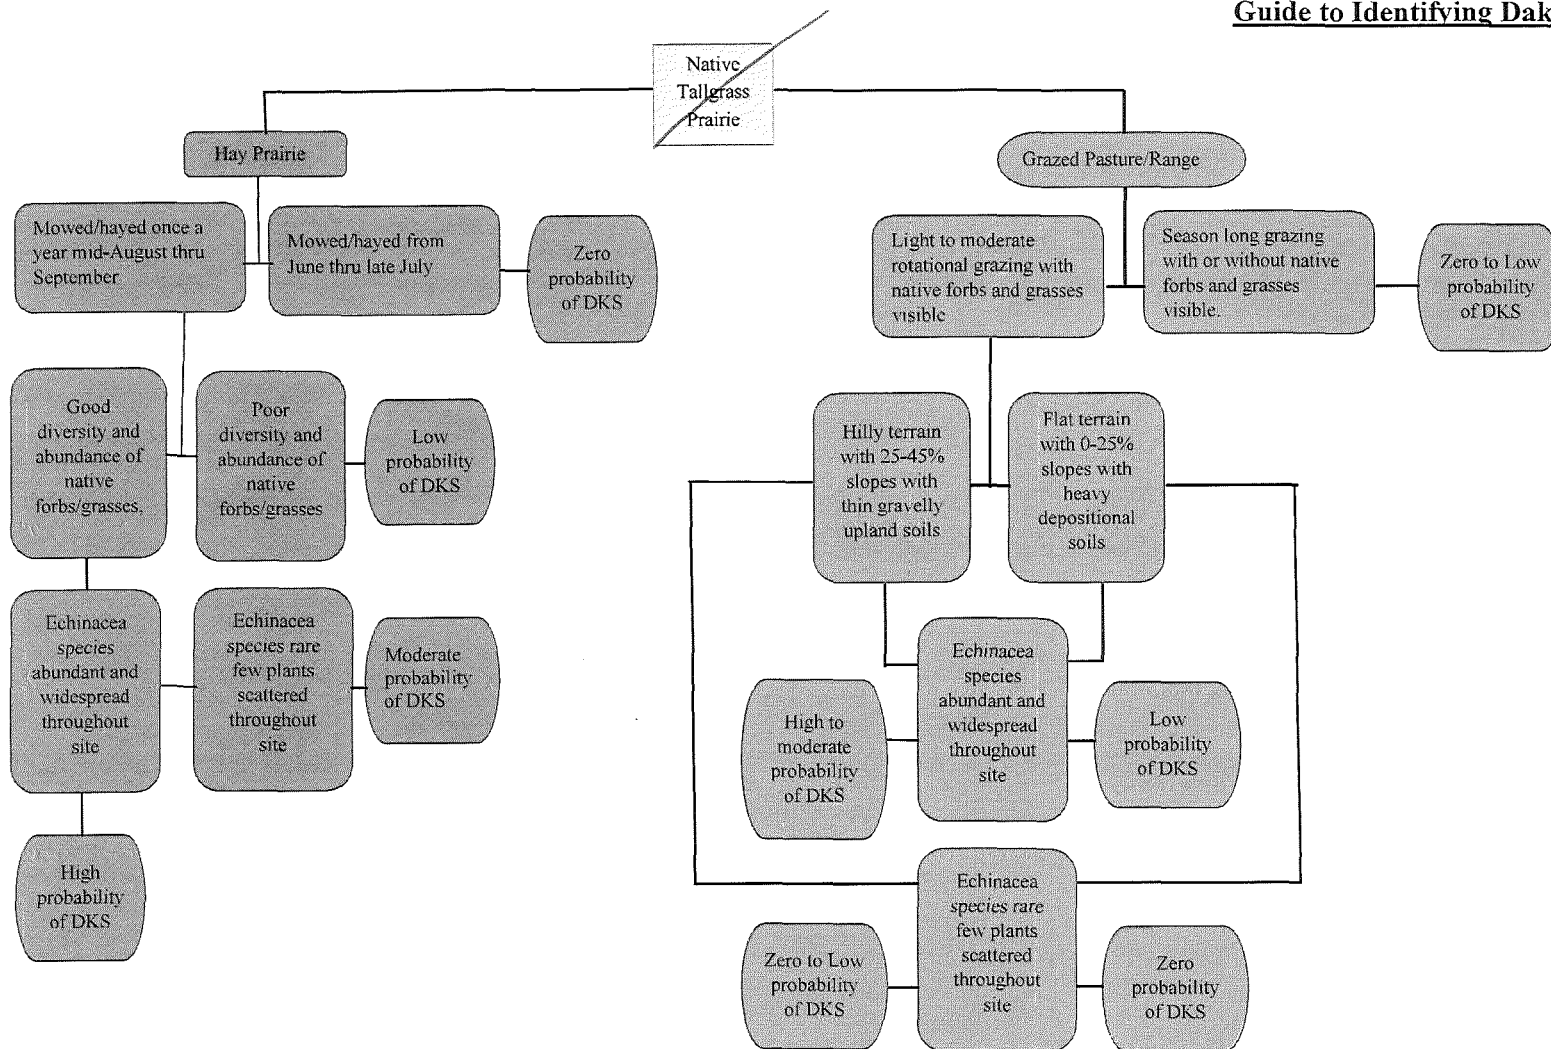 Guide to Identifying Dak
Native
Tallgrass
Prairie
Hay Prairie
Grazed Pasture/Range
Mowed/hayed once a
year mid-August thru
September
Mowed/hayed from
June thru late July
Zero
probability
of DKS
Light to moderate
rotational grazing with
native forbs and grasses
visible
Season long grazing
with or without native
forbs and grasses
visible.
Zero to Low
probability
of DKS
Good
diversity and
abundance of
native
forbs/grasses.
Poor
diversity and
abundance of
native
forbs/grasses
Low
probability
of DKS
Hilly terrain
with 25-45%
slopes with
thin gravelly
upland soils
Flat terrain
with 0-25%
slopes with
heavy
depositional
soils
Echinacea
species
abundant and
widespread
throughout
site
Echinacea
species rare
few plants
scattered
throughout
site
Moderate
probability
of DKS
Echinacea
species
abundant and
widespread
throughout
site
High to
moderate
probability
of DKS
Low
probability
of DKS
High
probability
of DKS
Echinacea
species rare
few plants
scattered
throughout
site
Zero to Low
probability
of DKS
Zero
probability
of DKS